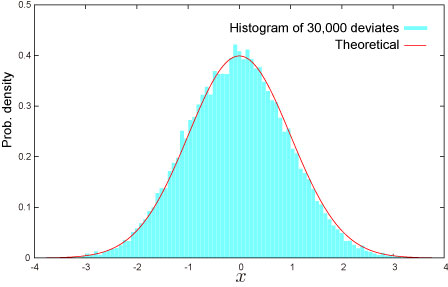 0.5
Histogram of 30,000 deviates
Theoretical
0.4
0.3
0.2
0.1
0
Prob. density
-4 -3 -2 -1 0 1 2 3 4
x